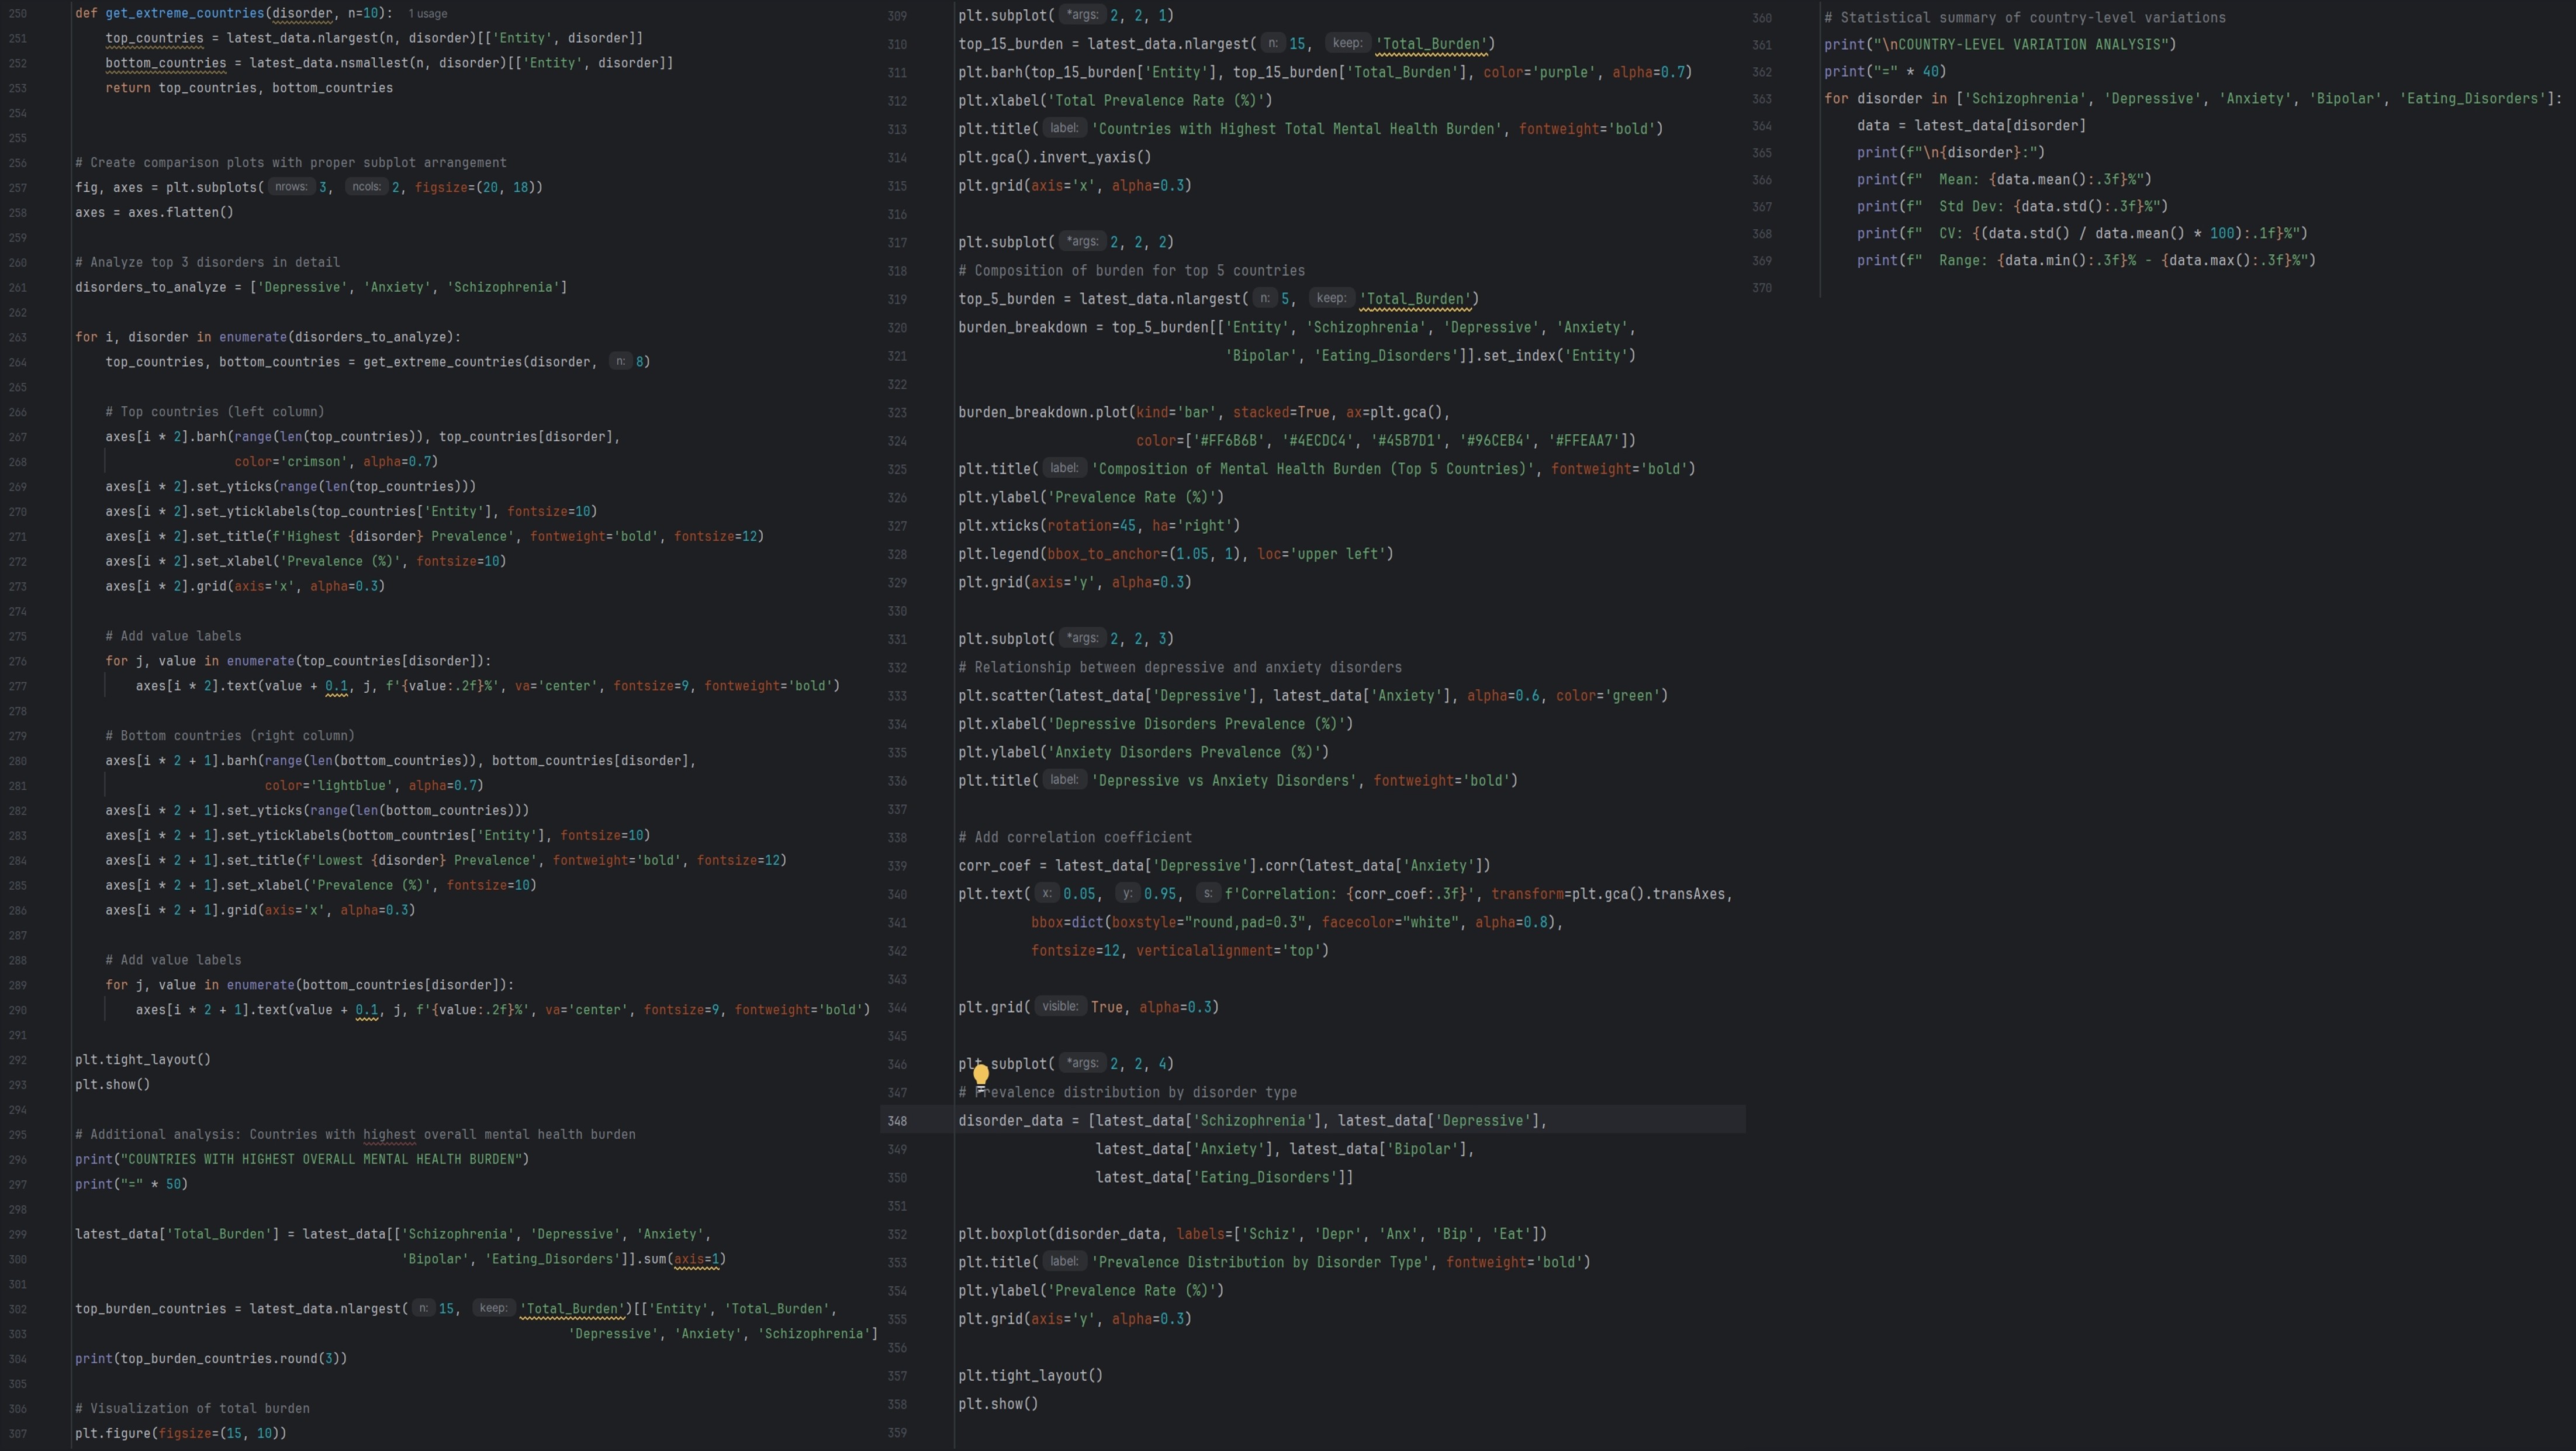 250 def get_extreme_countries(disorder, n=10): 1 usage
251     top_countries = latest_data.nlargest(n, disorder)[['Entity', disorder]]
252     bottom_countries = latest_data.nsmallest(n, disorder)[['Entity', disorder]]
253     return top_countries, bottom_countries
254
255
256 # Create comparison plots with proper subplot arrangement
257 fig, axes = plt.subplots( nrows: 3, ncols: 2, figsize=(20, 18))
258 axes = axes.flatten()
259
260 # Analyze top 3 disorders in detail
261 disorders_to_analyze = ['Depressive', 'Anxiety', 'Schizophrenia']
262
263 for i, disorder in enumerate(disorders_to_analyze):
264     top_countries, bottom_countries = get_extreme_countries(disorder, n: 8)
265
266     # Top countries (left column)
267     axes[i * 2].barh(range(len(top_countries)), top_countries[disorder],
268                      color='crimson', alpha=0.7)
269     axes[i * 2].set_yticks(range(len(top_countries)))
270     axes[i * 2].set_yticklabels(top_countries['Entity'], fontsize=10)
271     axes[i * 2].set_title(f'Highest {disorder} Prevalence', fontweight='bold', fontsize=12)
272     axes[i * 2].set_xlabel('Prevalence (%)', fontsize=10)
273     axes[i * 2].grid(axis='x', alpha=0.3)
274
275     # Add value labels
276     for j, value in enumerate(top_countries[disorder]):
277         axes[i * 2].text(value + 0.1, j, f'{value:.2f}%', va='center', fontsize=9, fontweight='bold')
278
279     # Bottom countries (right column)
280     axes[i * 2 + 1].barh(range(len(bottom_countries)), bottom_countries[disorder],
281                          color='lightblue', alpha=0.7)
282     axes[i * 2 + 1].set_yticks(range(len(bottom_countries)))
283     axes[i * 2 + 1].set_yticklabels(bottom_countries['Entity'], fontsize=10)
284     axes[i * 2 + 1].set_title(f'Lowest {disorder} Prevalence', fontweight='bold', fontsize=12)
285     axes[i * 2 + 1].set_xlabel('Prevalence (%)', fontsize=10)
286     axes[i * 2 + 1].grid(axis='x', alpha=0.3)
287
288     # Add value labels
289     for j, value in enumerate(bottom_countries[disorder]):
290         axes[i * 2 + 1].text(value + 0.1, j, f'{value:.2f}%', va='center', fontsize=9, fontweight='bold')
291
292 plt.tight_layout()
293 plt.show()
294
295 # Additional analysis: Countries with highest overall mental health burden
296 print("COUNTRIES WITH HIGHEST OVERALL MENTAL HEALTH BURDEN")
297 print("=" * 50)
298
299 latest_data['Total_Burden'] = latest_data[['Schizophrenia', 'Depressive', 'Anxiety',
300                                            'Bipolar', 'Eating_Disorders']].sum(axis=1)
301
302 top_burden_countries = latest_data.nlargest( n: 15, keep: 'Total_Burden')[['Entity', 'Total_Burden',
303                                                                  'Depressive', 'Anxiety', 'Schizophrenia']
304 print(top_burden_countries.round(3))
305
306 # Visualization of total burden
307 plt.figure(figsize=(15, 10))
309 plt.subplot( *args: 2, 2, 1)
310 top_15_burden = latest_data.nlargest( n: 15, keep: 'Total_Burden')
311 plt.barh(top_15_burden['Entity'], top_15_burden['Total_Burden'], color='purple', alpha=0.7)
312 plt.xlabel('Total Prevalence Rate (%)')
313 plt.title( label: 'Countries with Highest Total Mental Health Burden', fontweight='bold')
314 plt.gca().invert_yaxis()
315 plt.grid(axis='x', alpha=0.3)
316
317 plt.subplot( *args: 2, 2, 2)
318 # Composition of burden for top 5 countries
319 top_5_burden = latest_data.nlargest( n: 5, keep: 'Total_Burden')
320 burden_breakdown = top_5_burden[['Entity', 'Schizophrenia', 'Depressive', 'Anxiety',
321                                  'Bipolar', 'Eating_Disorders']].set_index('Entity')
322
323 burden_breakdown.plot(kind='bar', stacked=True, ax=plt.gca(),
324                       color=['#FF6B6B', '#4ECDC4', '#45B7D1', '#96CEB4', '#FFEAA7'])
325 plt.title( label: 'Composition of Mental Health Burden (Top 5 Countries)', fontweight='bold')
326 plt.ylabel('Prevalence Rate (%)')
327 plt.xticks(rotation=45, ha='right')
328 plt.legend(bbox_to_anchor=(1.05, 1), loc='upper left')
329 plt.grid(axis='y', alpha=0.3)
330
331 plt.subplot( *args: 2, 2, 3)
332 # Relationship between depressive and anxiety disorders
333 plt.scatter(latest_data['Depressive'], latest_data['Anxiety'], alpha=0.6, color='green')
334 plt.xlabel('Depressive Disorders Prevalence (%)')
335 plt.ylabel('Anxiety Disorders Prevalence (%)')
336 plt.title( label: 'Depressive vs Anxiety Disorders', fontweight='bold')
337
338 # Add correlation coefficient
339 corr_coef = latest_data['Depressive'].corr(latest_data['Anxiety'])
340 plt.text( x: 0.05, y: 0.95, s: f'Correlation: {corr_coef:.3f}', transform=plt.gca().transAxes,
341          bbox=dict(boxstyle="round,pad=0.3", facecolor="white", alpha=0.8),
342          fontsize=12, verticalalignment='top')
343
344 plt.grid( visible: True, alpha=0.3)
345
346 plt.subplot( *args: 2, 2, 4)
347 # Prevalence distribution by disorder type
348 disorder_data = [latest_data['Schizophrenia'], latest_data['Depressive'],
349                  latest_data['Anxiety'], latest_data['Bipolar'],
350                  latest_data['Eating_Disorders']]
351
352 plt.boxplot(disorder_data, labels=['Schiz', 'Depr', 'Anx', 'Bip', 'Eat'])
353 plt.title( label: 'Prevalence Distribution by Disorder Type', fontweight='bold')
354 plt.ylabel('Prevalence Rate (%)')
355 plt.grid(axis='y', alpha=0.3)
356
357 plt.tight_layout()
358 plt.show()
359
360 # Statistical summary of country-level variations
361 print("\nCOUNTRY-LEVEL VARIATION ANALYSIS")
362 print("=" * 40)
363 for disorder in ['Schizophrenia', 'Depressive', 'Anxiety', 'Bipolar', 'Eating_Disorders']:
364     data = latest_data[disorder]
365     print(f"\n{disorder}:")
366     print(f"  Mean: {data.mean():.3f}%")
367     print(f"  Std Dev: {data.std():.3f}%")
368     print(f"  CV: {(data.std() / data.mean() * 100):.1f}%")
369     print(f"  Range: {data.min():.3f}% - {data.max():.3f}%")
370